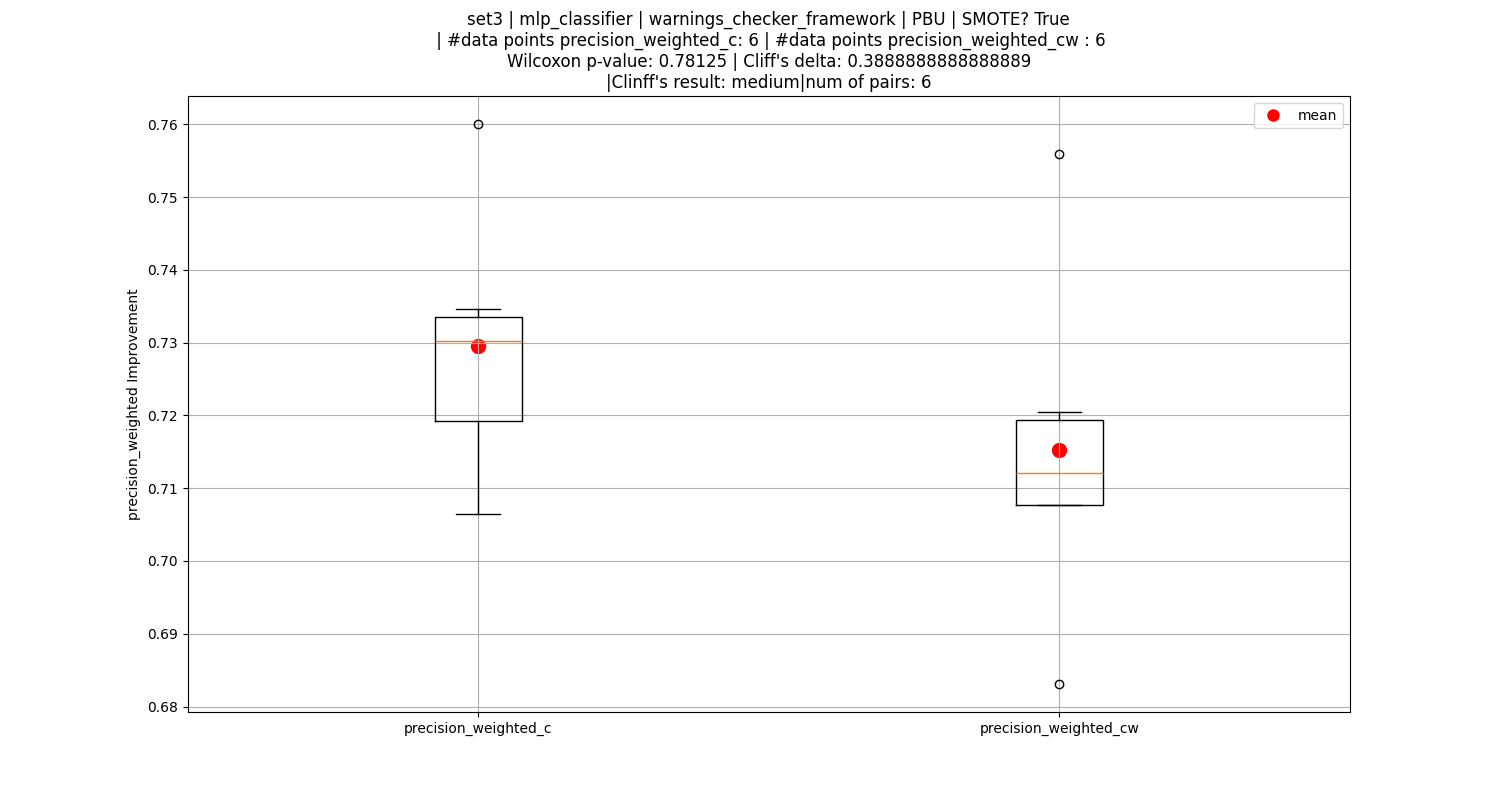 set3 | mlp_classifier | warnings_checker_framework | PBU | SMOTE? True
| #data points precision_weighted_c: 6 | #data points precision_weighted_cw : 6
Wilcoxon p-value: 0.78125 | Cliff's delta: 0.3888888888888889
|Clinff's result: medium|num of pairs: 6
mean
0.76
0.75
0.74
0.73
0.72
0.71
0.70
0.69
0.68
precision_weighted Improvement
precision_weighted_c
precision_weighted_cw